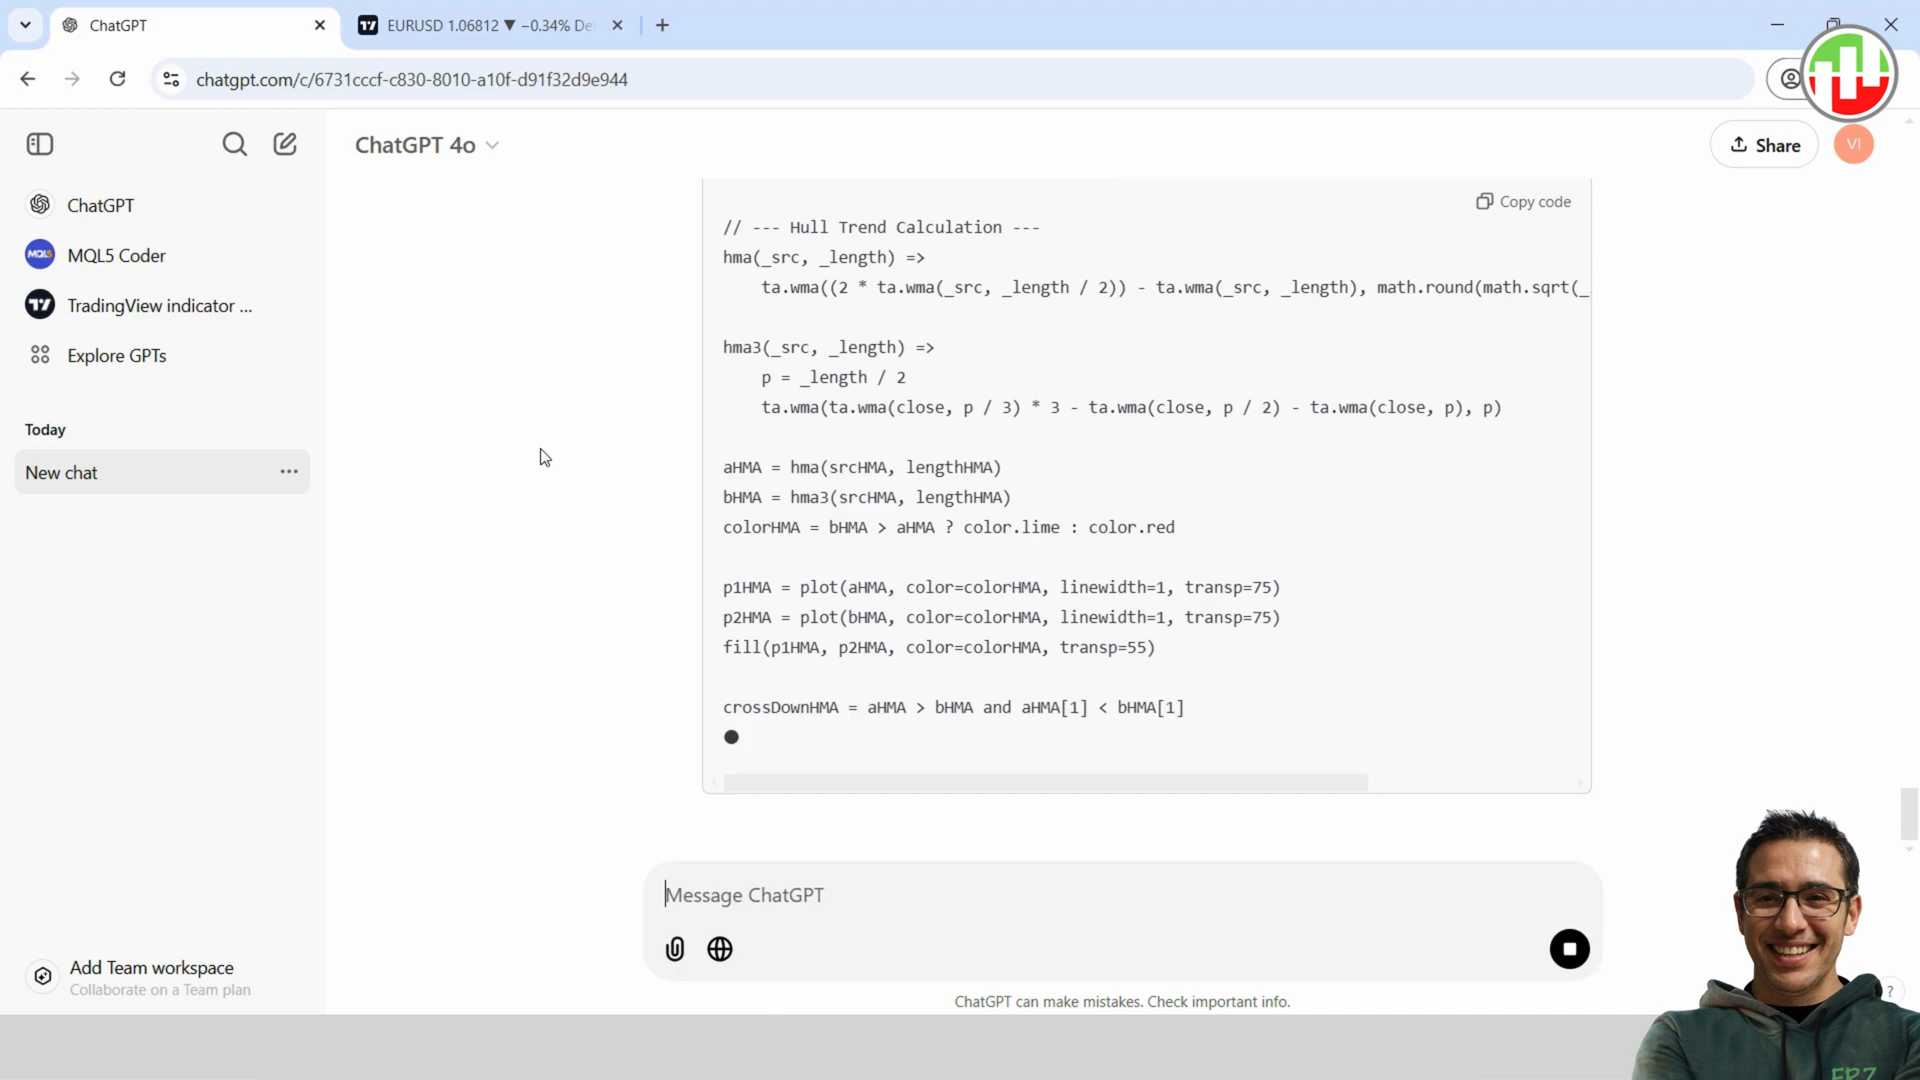 ChatGPT
EURUSD 1.06812 ▼ −0.34% De
chatgpt.com/c/6731cccf-c830-8010-a10f-d91f32d9e944
ChatGPT 4o
Share
VI
ChatGPT
MQL5
MQL5 Coder
TradingView indicator ...
Explore GPTs
Today
New chat
Copy code
// --- Hull Trend Calculation ---
hma(_src, _length) =>
ta.wma((2 * ta.wma(_src, _length / 2)) - ta.wma(_src, _length), math.round(math.sqrt(_
hma3(_src, _length) =>
p = _length / 2
ta.wma(ta.wma(close, p / 3) * 3 - ta.wma(close, p / 2) - ta.wma(close, p), p)
aHMA = hma(srcHMA, lengthHMA)
bHMA = hma3(srcHMA, lengthHMA)
colorHMA = bHMA > aHMA ? color.lime : color.red
p1HMA = plot(aHMA, color=colorHMA, linewidth=1, transp=75)
p2HMA = plot(bHMA, color=colorHMA, linewidth=1, transp=75)
fill(p1HMA, p2HMA, color=colorHMA, transp=55)
crossDownHMA = aHMA > bHMA and aHMA[1] < bHMA[1]
Message ChatGPT
Add Team workspace
Collaborate on a Team plan
ChatGPT can make mistakes. Check important info.
?